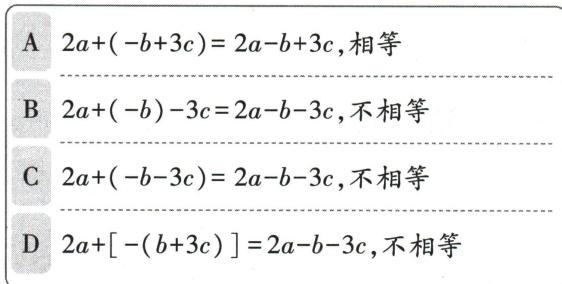 A 2a+(-b+3c)= 2a-b+3c,相等
B 2a+(-b)-3c=2a-b-3c,不相等
C 2a+(-b-3c)= 2a-b-3c,不相等
D 2a+[-(b+3c)]=2a-b-3c,不相等